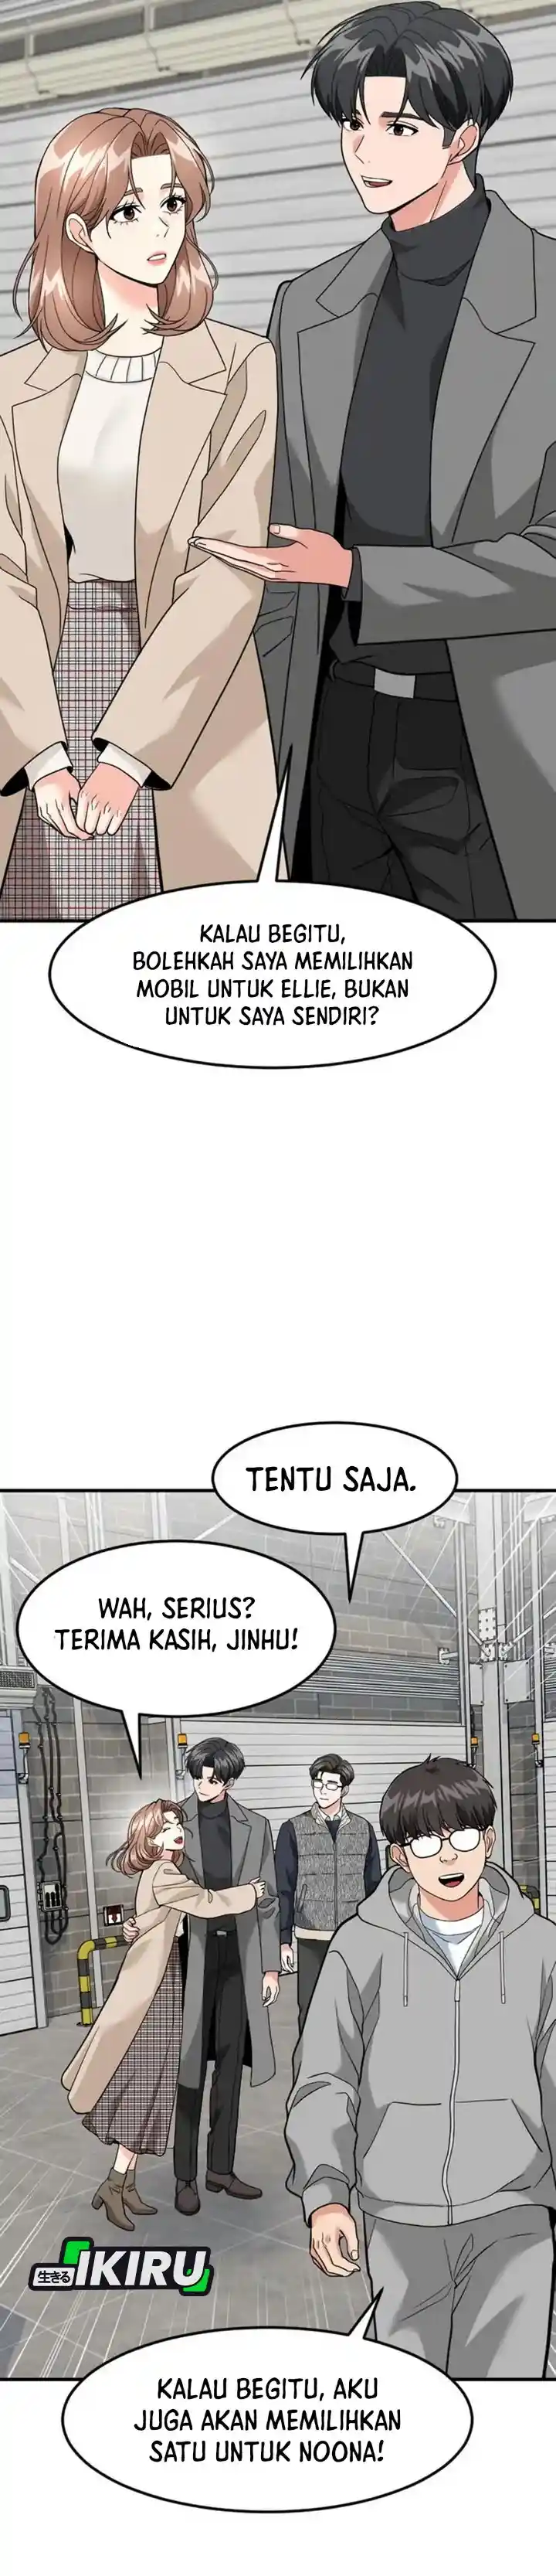 KALAU BEGITU,
BOLEHKAH SAYA MEMILIHKAN
MOBIL UNTUK ELLIE, BUKAN
UNTUK SAYA SENDIRI?
TENTU SAJA.
WAH, SERIUS?
TERIMA KASIH, JINHU!
生きる IKIRU
KALAU BEGITU, AKU
JUGA AKAN MEMILIHKAN
SATU UNTUK NOONA!